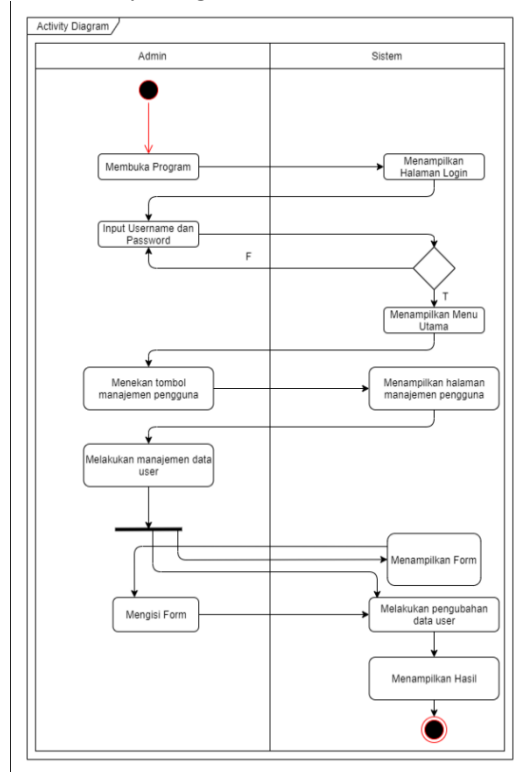 Activity Diagram
Admin
Sistem
Membuka Program
Menampilkan
Halaman Login
Input Username dan
Password
F
T
Menampilkan Menu
Utama
Menekan tombol
manajemen pengguna
Menampilkan halaman
manajemen pengguna
Melakukan manajemen data
user
Menampilkan Form
Mengisi Form
Melakukan pengubahan
data user
Menampilkan Hasil